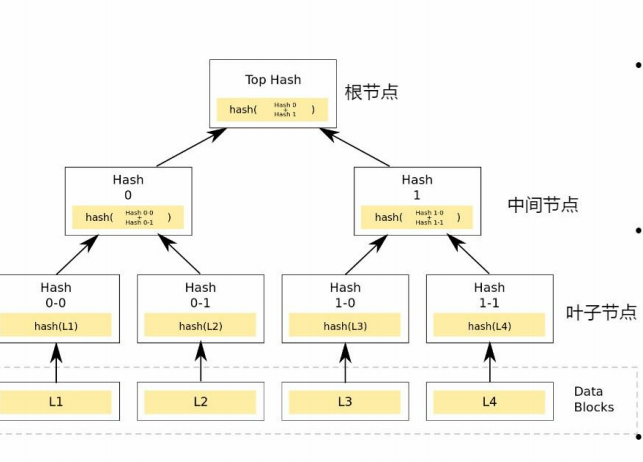 Top Hash
hash( Hash 0 + Hash 1 )
根节点
Hash
0
hash( Hash 0-0 + Hash 0-1 )
Hash
1
hash( Hash 1-0 + Hash 1-1 )
中间节点
Hash
0-0
hash(L1)
Hash
0-1
hash(L2)
Hash
1-0
hash(L3)
Hash
1-1
hash(L4)
叶子节点
L1
L2
L3
L4
Data
Blocks